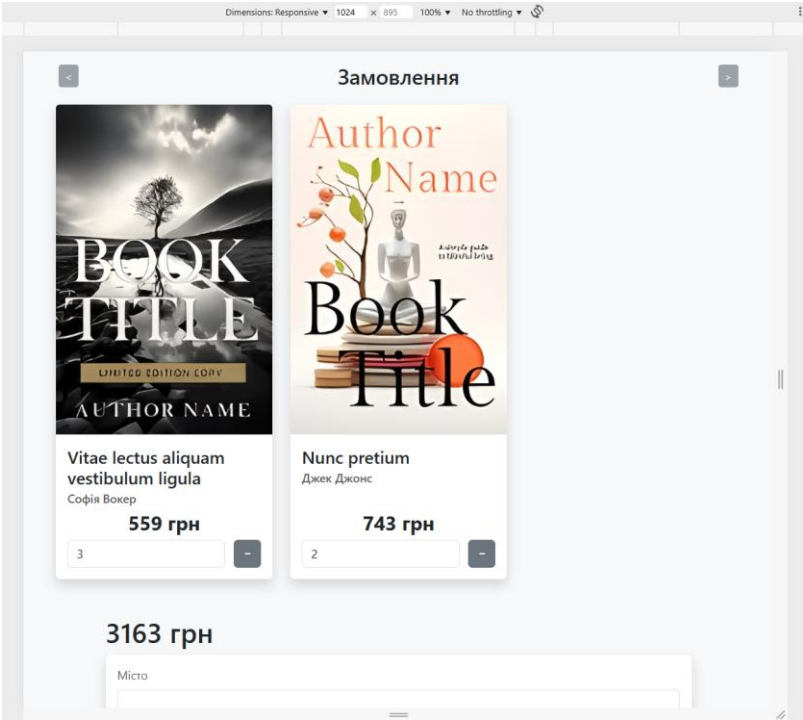 Dimensions: Responsive ▼ 1024 × 895 100% ▼ No throttling ▼
< Замовлення >
BOOK
TITLE
LIMITED EDITION COPY
AUTHOR NAME
Author
Name
Book
Title
Vitae lectus aliquam
vestibulum ligula
Софія Вокер
559 грн
3 −
Nunc pretium
Джек Джонс
743 грн
2 −
3163 грн
Місто